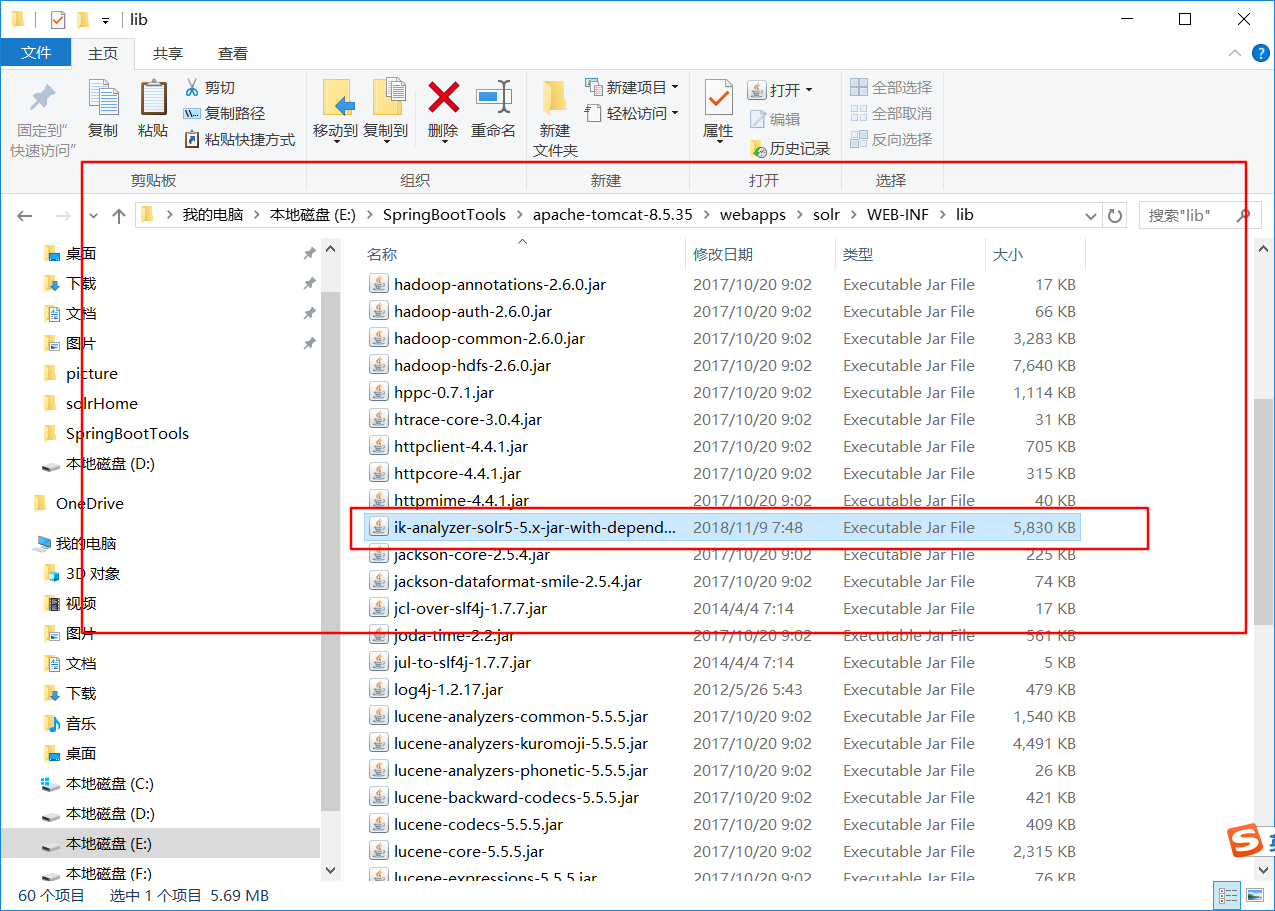 lib
文件 主页 共享 查看
固定到"快速访问"
复制
粘贴
剪切
复制路径
粘贴快捷方式
移动到
复制到
删除
重命名
新建文件夹
新建项目
轻松访问
属性
打开
编辑
历史记录
全部选择
全部取消
反向选择
剪贴板 组织 新建 打开 选择
我的电脑 本地磁盘 (E:) SpringBootTools apache-tomcat-8.5.35 webapps solr WEB-INF lib
搜索"lib"
桌面
下载
文档
图片
picture
solrHome
SpringBootTools
本地磁盘 (D:)
OneDrive
我的电脑
3D 对象
视频
图片
文档
下载
音乐
桌面
本地磁盘 (C:)
本地磁盘 (D:)
本地磁盘 (E:)
本地磁盘 (F:)
名称 修改日期 类型 大小
hadoop-annotations-2.6.0.jar 2017/10/20 9:02 Executable Jar File 17 KB
hadoop-auth-2.6.0.jar 2017/10/20 9:02 Executable Jar File 66 KB
hadoop-common-2.6.0.jar 2017/10/20 9:02 Executable Jar File 3,283 KB
hadoop-hdfs-2.6.0.jar 2017/10/20 9:02 Executable Jar File 7,640 KB
hppc-0.7.1.jar 2017/10/20 9:02 Executable Jar File 1,114 KB
htrace-core-3.0.4.jar 2017/10/20 9:02 Executable Jar File 31 KB
httpclient-4.4.1.jar 2017/10/20 9:02 Executable Jar File 705 KB
httpcore-4.4.1.jar 2017/10/20 9:02 Executable Jar File 315 KB
httpmime-4.4.1.jar 2017/10/20 9:02 Executable Jar File 40 KB
ik-analyzer-solr5-5.x-jar-with-depend... 2018/11/9 7:48 Executable Jar File 5,830 KB
jackson-core-2.5.4.jar 2017/10/20 9:02 Executable Jar File 225 KB
jackson-dataformat-smile-2.5.4.jar 2017/10/20 9:02 Executable Jar File 74 KB
jcl-over-slf4j-1.7.7.jar 2014/4/4 7:14 Executable Jar File 17 KB
joda-time-2.2.jar 2017/10/20 9:02 Executable Jar File 561 KB
jul-to-slf4j-1.7.7.jar 2014/4/4 7:14 Executable Jar File 5 KB
log4j-1.2.17.jar 2012/5/26 5:43 Executable Jar File 479 KB
lucene-analyzers-common-5.5.5.jar 2017/10/20 9:02 Executable Jar File 1,540 KB
lucene-analyzers-kuromoji-5.5.5.jar 2017/10/20 9:02 Executable Jar File 4,491 KB
lucene-analyzers-phonetic-5.5.5.jar 2017/10/20 9:02 Executable Jar File 26 KB
lucene-backward-codecs-5.5.5.jar 2017/10/20 9:02 Executable Jar File 421 KB
lucene-codecs-5.5.5.jar 2017/10/20 9:02 Executable Jar File 409 KB
lucene-core-5.5.5.jar 2017/10/20 9:02 Executable Jar File 2,315 KB
lucene-expressions-5.5.5.jar 2017/10/20 9:02 Executable Jar File 76 KB
60 个项目 选中 1 个项目 5.69 MB